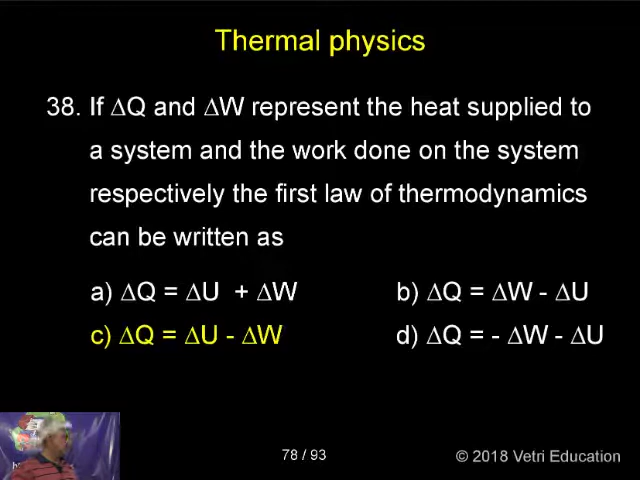 Thermal physics
38. If ∆Q and ∆W represent the heat supplied to
a system and the work done on the system
respectively the first law of thermodynamics
can be written as
a) ∆Q = ∆U + ∆W b) ∆Q = ∆W - ∆U
c) ∆Q = ∆U - ∆W d) ∆Q = - ∆W - ∆U
78 / 93
© 2018 Vetri Education